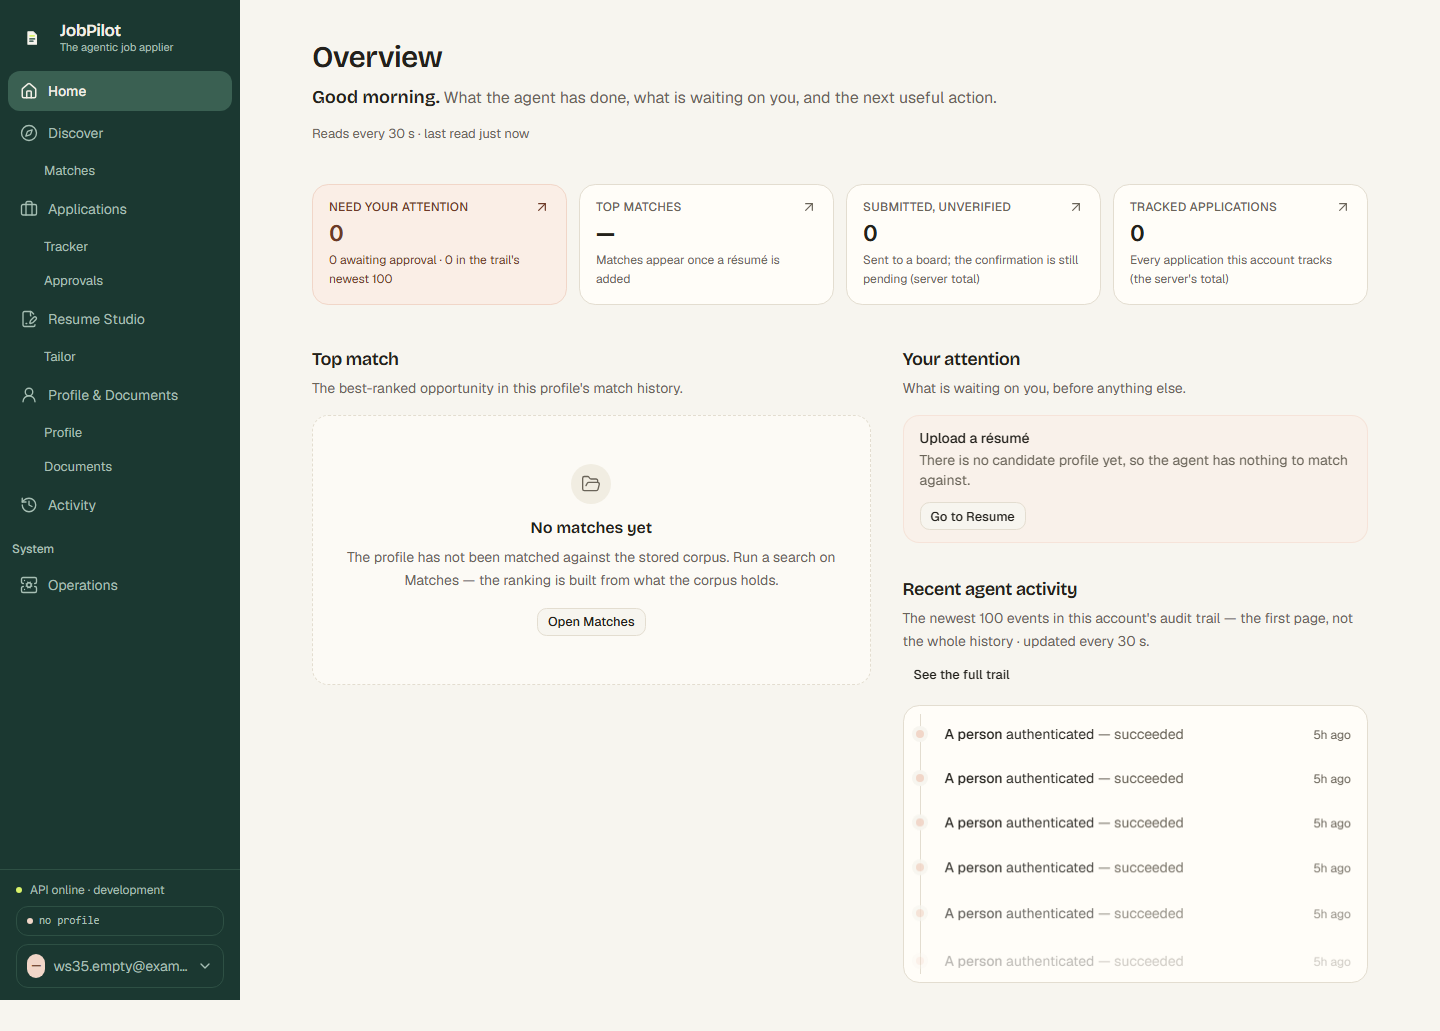 JobPilot
The agentic job applier
Home
Discover
Matches
Applications
Tracker
Approvals
Resume Studio
Tailor
Profile & Documents
Profile
Documents
Activity
System
Operations
API online · development
no profile
ws35.empty@exam...
Overview
Good morning. What the agent has done, what is waiting on you, and the next useful action.
Reads every 30 s · last read just now
NEED YOUR ATTENTION
0
0 awaiting approval · 0 in the trail's
newest 100
TOP MATCHES
—
Matches appear once a résumé is
added
SUBMITTED, UNVERIFIED
0
Sent to a board; the confirmation is still
pending (server total)
TRACKED APPLICATIONS
0
Every application this account tracks
(the server's total)
Top match
The best-ranked opportunity in this profile's match history.
No matches yet
The profile has not been matched against the stored corpus. Run a search on
Matches — the ranking is built from what the corpus holds.
Open Matches
Your attention
What is waiting on you, before anything else.
Upload a résumé
There is no candidate profile yet, so the agent has nothing to match
against.
Go to Resume
Recent agent activity
The newest 100 events in this account's audit trail — the first page, not
the whole history · updated every 30 s.
See the full trail
A person authenticated — succeeded 5h ago
A person authenticated — succeeded 5h ago
A person authenticated — succeeded 5h ago
A person authenticated — succeeded 5h ago
A person authenticated — succeeded 5h ago
A person authenticated — succeeded 5h ago